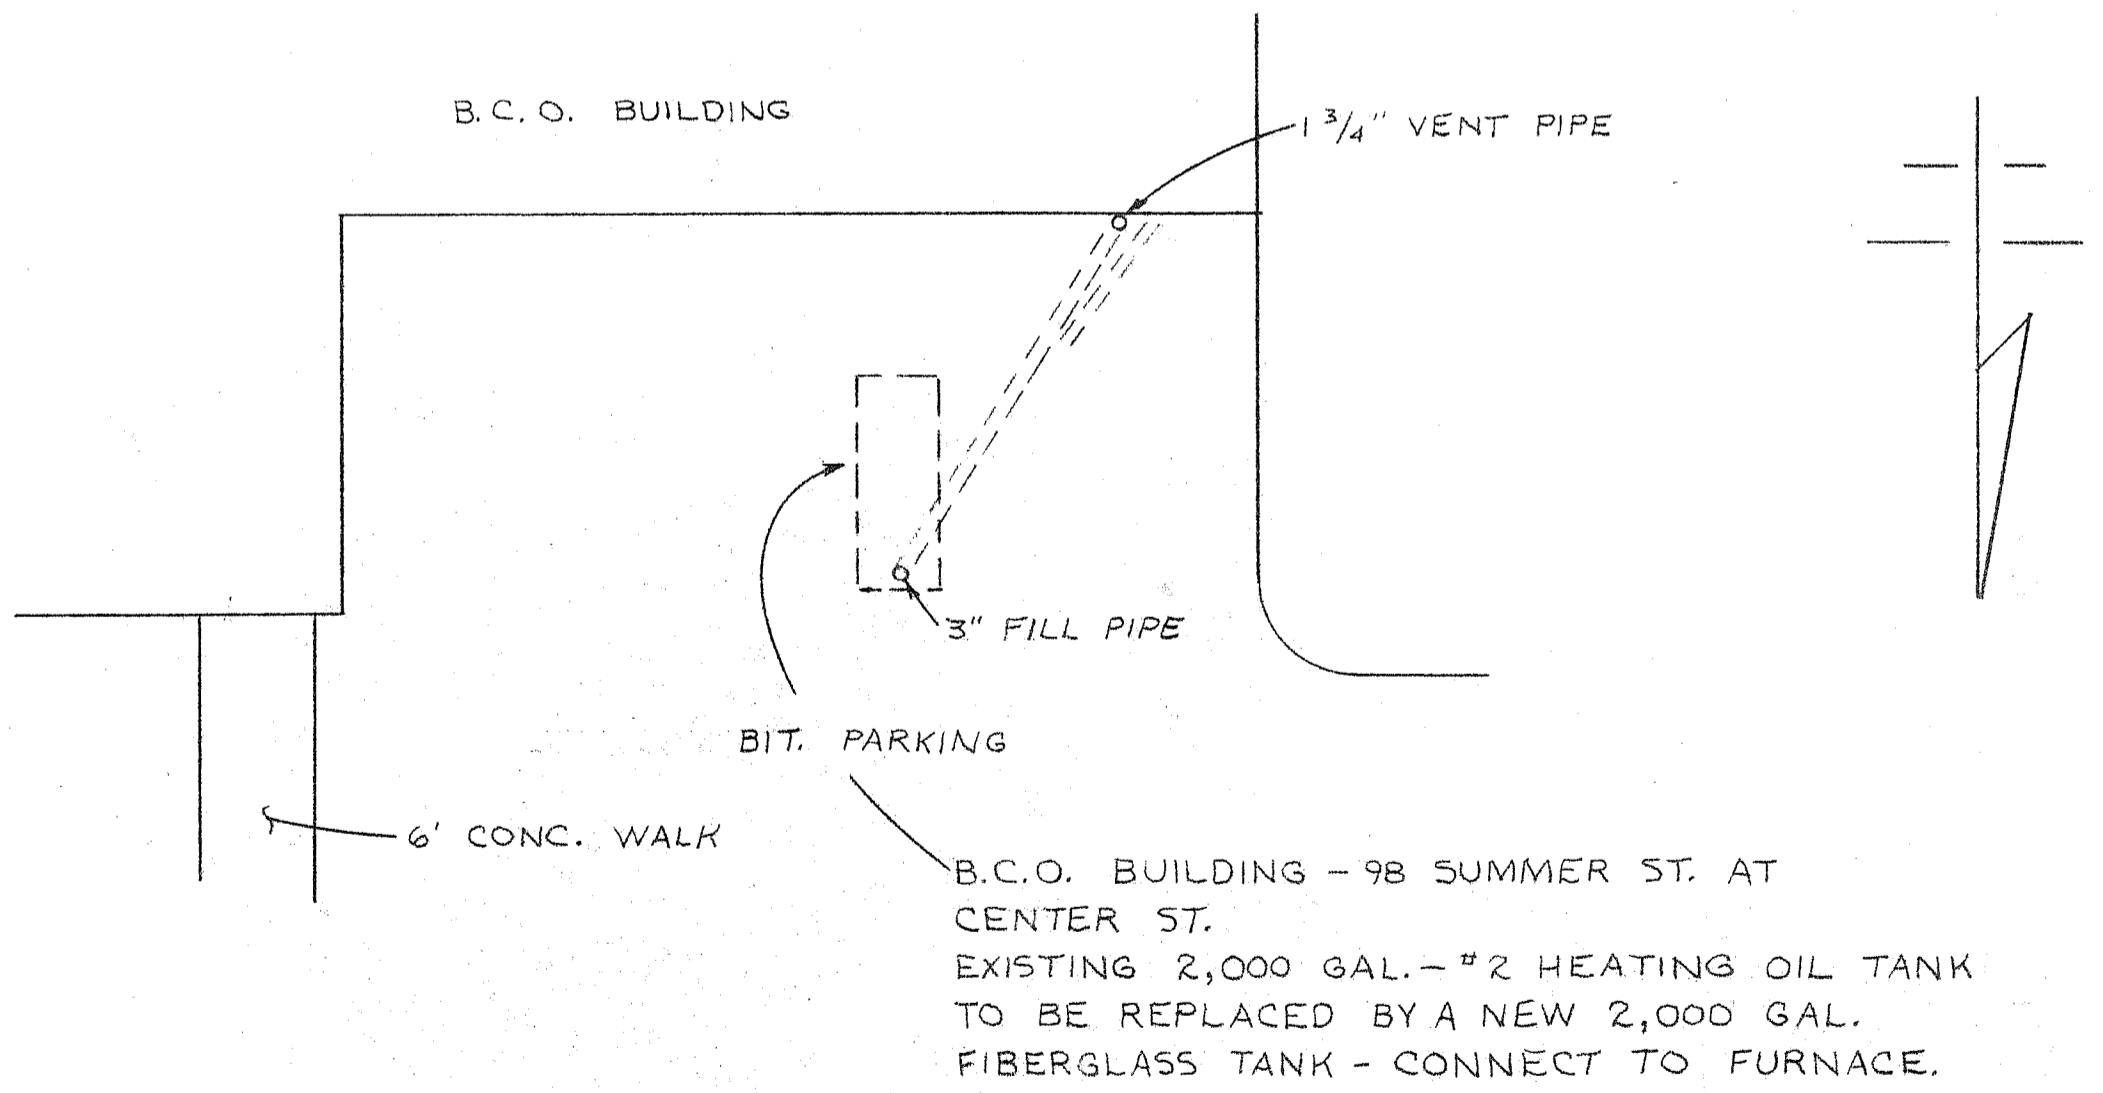 B.C.O. BUILDING
1 3/4" VENT PIPE
3" FILL PIPE
BIT. PARKING
6' CONC. WALK
B.C.O. BUILDING - 98 SUMMER ST. AT
CENTER ST.
EXISTING 2,000 GAL. - #2 HEATING OIL TANK
TO BE REPLACED BY A NEW 2,000 GAL.
FIBERGLASS TANK - CONNECT TO FURNACE.